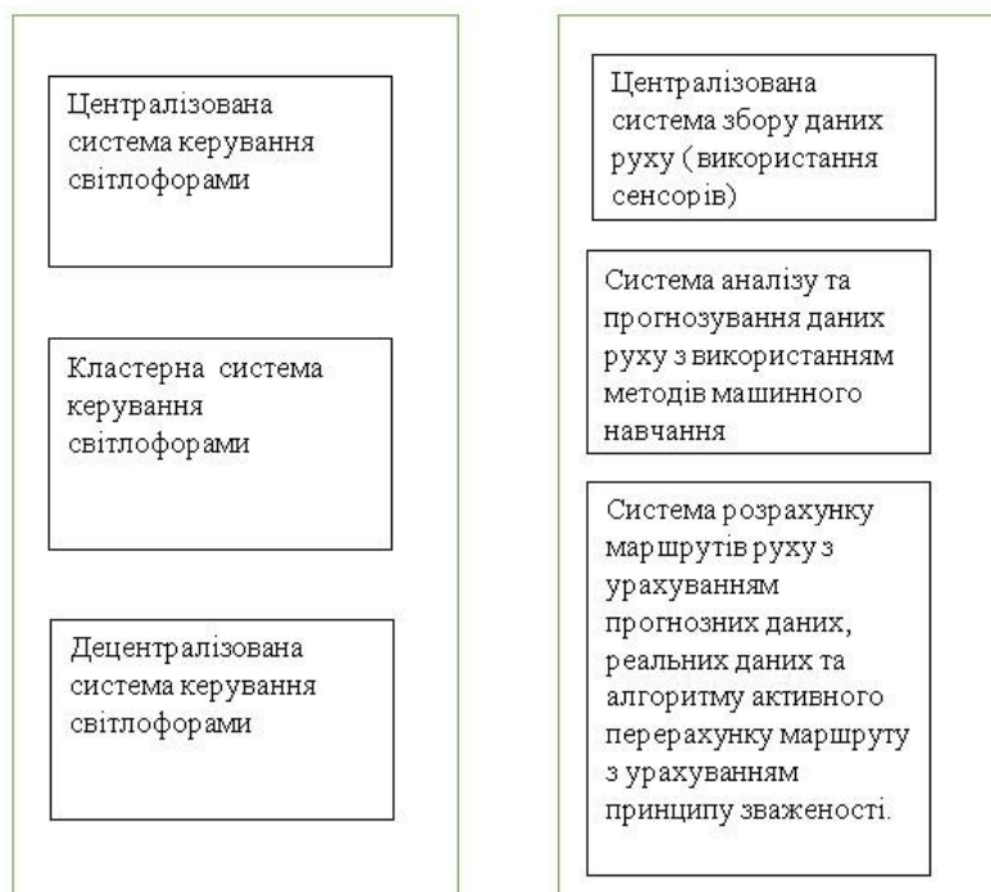 Централізована
система керування
світлофорами
Кластерна система
керування
світлофорами
Децентралізована
система керування
світлофорами
Централізована
система збору даних
руху (використання
сенсорів)
Система аналізу та
прогнозування даних
руху з використанням
методів машинного
навчання
Система розрахунку
маршрутів руху з
урахуванням
прогнозних даних,
реальних даних та
алгоритму активного
перерахунку маршруту
з урахуванням
принципу зваженості.